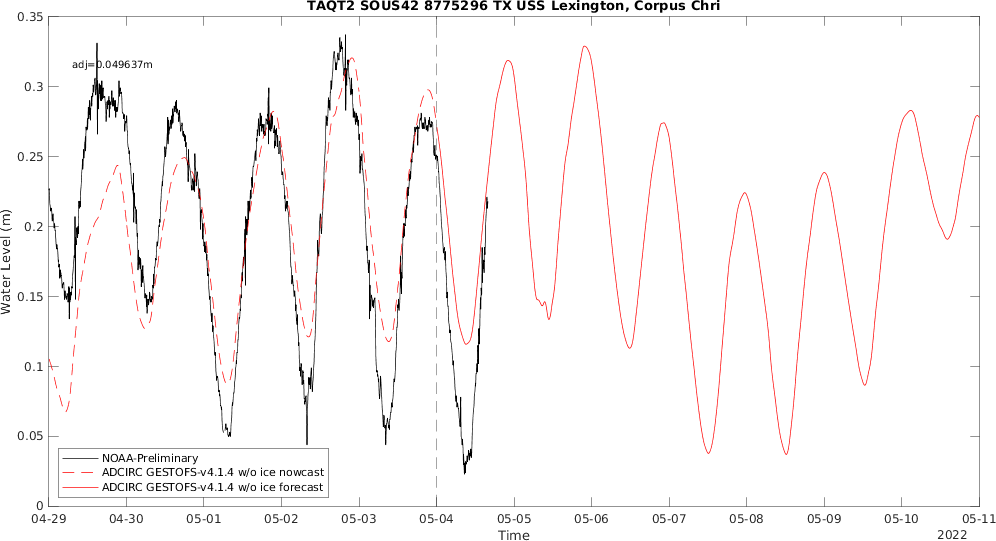 TAQT2 SOUS42 8775296 TX USS Lexington, Corpus Chri
0.35
adj=0.049637m
0.3
0.25
0.2
0.15
0.1
0.05
0
Water Level (m)
NOAA-Preliminary
ADCIRC GESTOFS-v4.1.4 w/o ice nowcast
ADCIRC GESTOFS-v4.1.4 w/o ice forecast
04-29 04-30 05-01 05-02 05-03 05-04 05-05 05-06 05-07 05-08 05-09 05-10 05-11
Time
2022